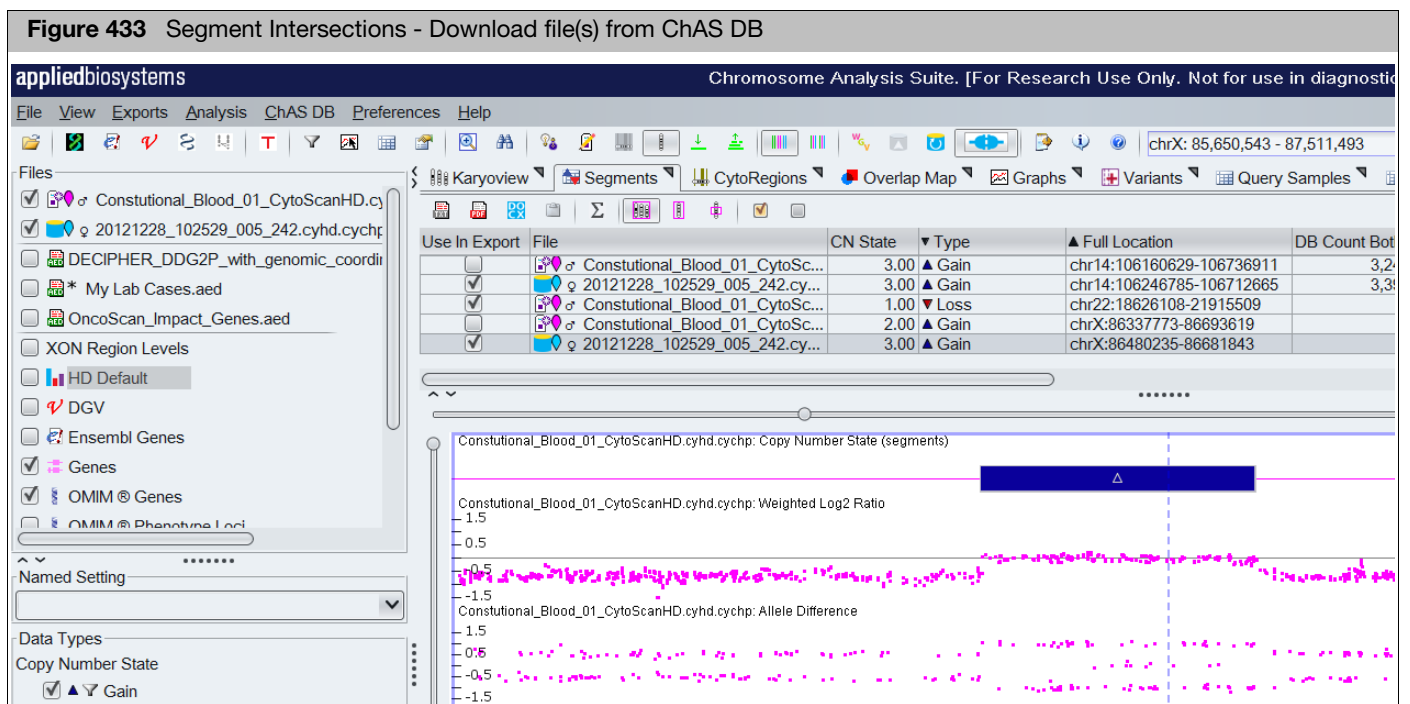 Figure 433 Segment Intersections - Download file(s) from ChAS DB
appliedbiosystems
Chromosome Analysis Suite. [For Research Use Only. Not for use in diagnostic
File View Exports Analysis ChAS DB Preferences Help
chrX: 85,650,543 - 87,511,493
Files
Constutional_Blood_01_CytoScanHD.cy
20121228_102529_005_242.cyhd.cychp
DECIPHER_DDG2P_with_genomic_coordin
* My Lab Cases.aed
OncoScan_Impact_Genes.aed
XON Region Levels
HD Default
DGV
Ensembl Genes
Genes
OMIM ® Genes
OMIM ® Phenotype Loci
Named Setting
Data Types
Copy Number State
Gain
Karyoview Segments CytoRegions Overlap Map Graphs Variants Query Samples
Use In Export File CN State Type Full Location DB Count Bot
Constutional_Blood_01_CytoSc... 3.00 Gain chr14:106160629-106736911 3,24
20121228_102529_005_242.cy... 3.00 Gain chr14:106246785-106712665 3,39
Constutional_Blood_01_CytoSc... 1.00 Loss chr22:18626108-21915509
Constutional_Blood_01_CytoSc... 2.00 Gain chrX:86337773-86693619
20121228_102529_005_242.cy... 3.00 Gain chrX:86480235-86681843
Constutional_Blood_01_CytoScanHD.cyhd.cychp: Copy Number State (segments)
Constutional_Blood_01_CytoScanHD.cyhd.cychp: Weighted Log2 Ratio
1.5
0.5
-0.5
-1.5
Constutional_Blood_01_CytoScanHD.cyhd.cychp: Allele Difference
1.5
0.5
-0.5
-1.5